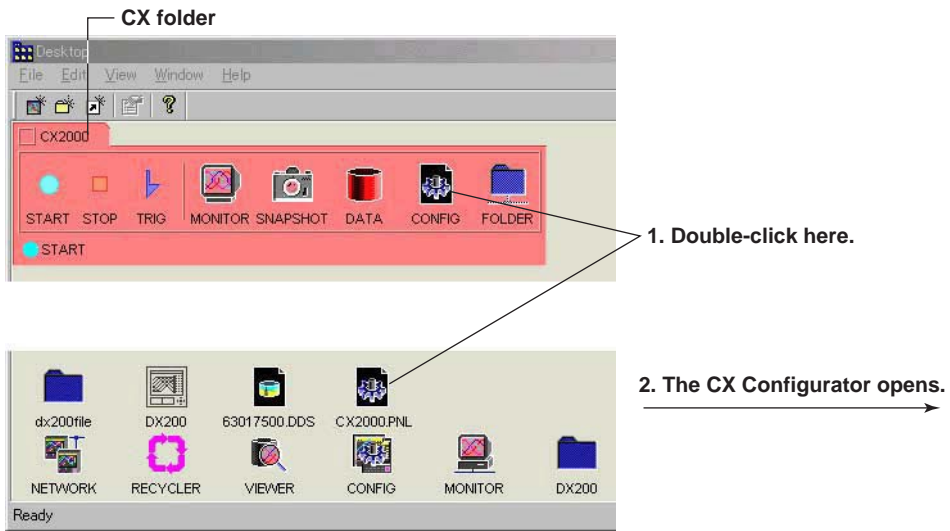 CX folder
Desktop
File Edit View Window Help
CX2000
START STOP TRIG MONITOR SNAPSHOT DATA CONFIG FOLDER
START
1. Double-click here.
dx200file DX200 63017500.DDS CX2000.PNL
2. The CX Configurator opens.
NETWORK RECYCLER VIEWER CONFIG MONITOR DX200
Ready